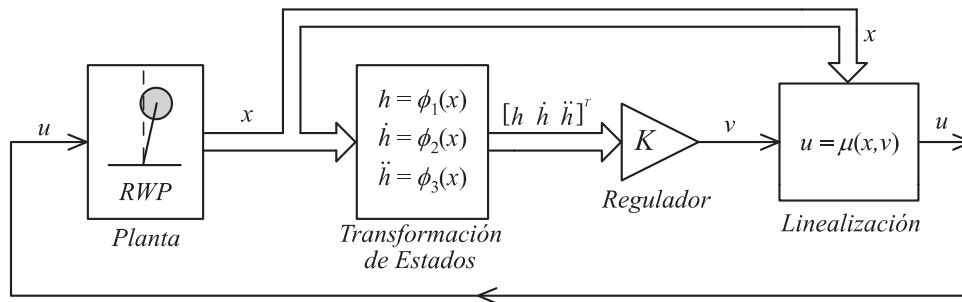 x
u
RWP
Planta
x
h = ϕ₁(x)
ḣ = ϕ₂(x)
ḧ = ϕ₃(x)
Transformación
de Estados
[h ḣ ḧ]ᵀ
K
Regulador
v
u = μ(x,v)
Linealización
u